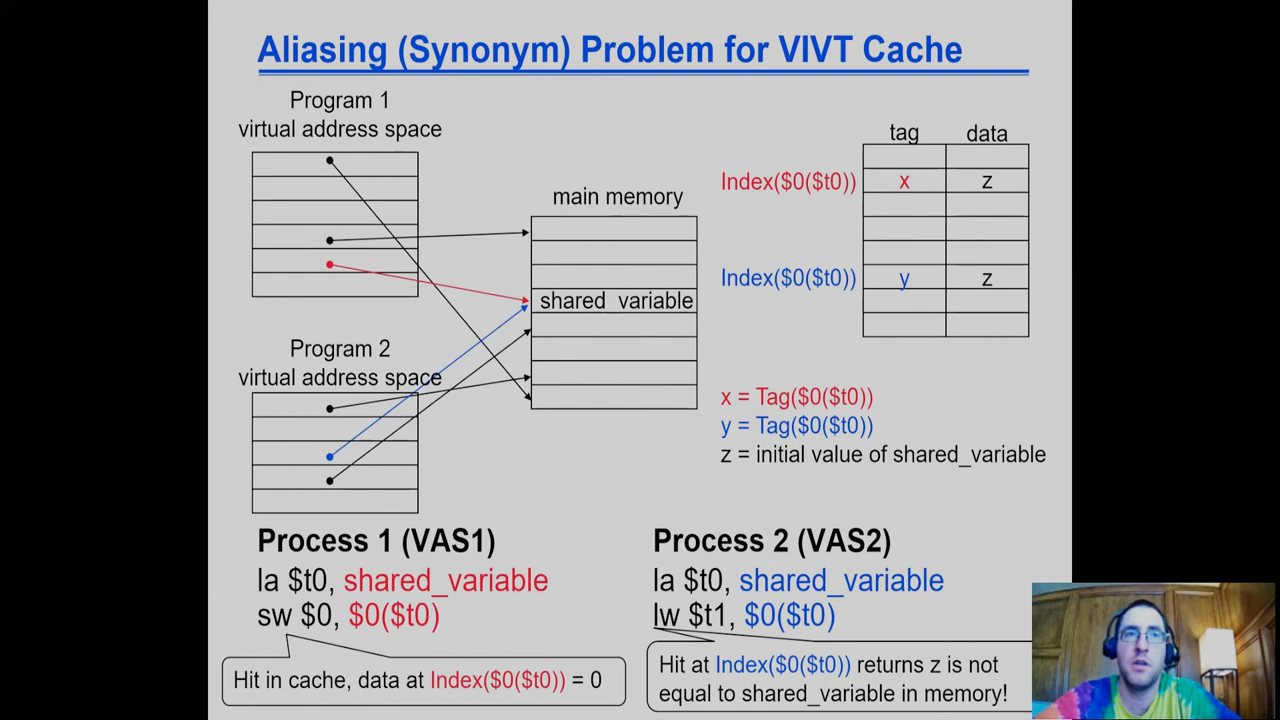 Aliasing (Synonym) Problem for VIVT Cache
Program 1
virtual address space
main memory
shared_variable
Program 2
virtual address space
tag data
Index($0($t0)) x z
Index($0($t0)) y z
x = Tag($0($t0))
y = Tag($0($t0))
z = initial value of shared_variable
Process 1 (VAS1)
la $t0, shared_variable
sw $0, $0($t0)
Hit in cache, data at Index($0($t0)) = 0
Process 2 (VAS2)
la $t0, shared_variable
lw $t1, $0($t0)
Hit at Index($0($t0)) returns z is not
equal to shared_variable in memory!